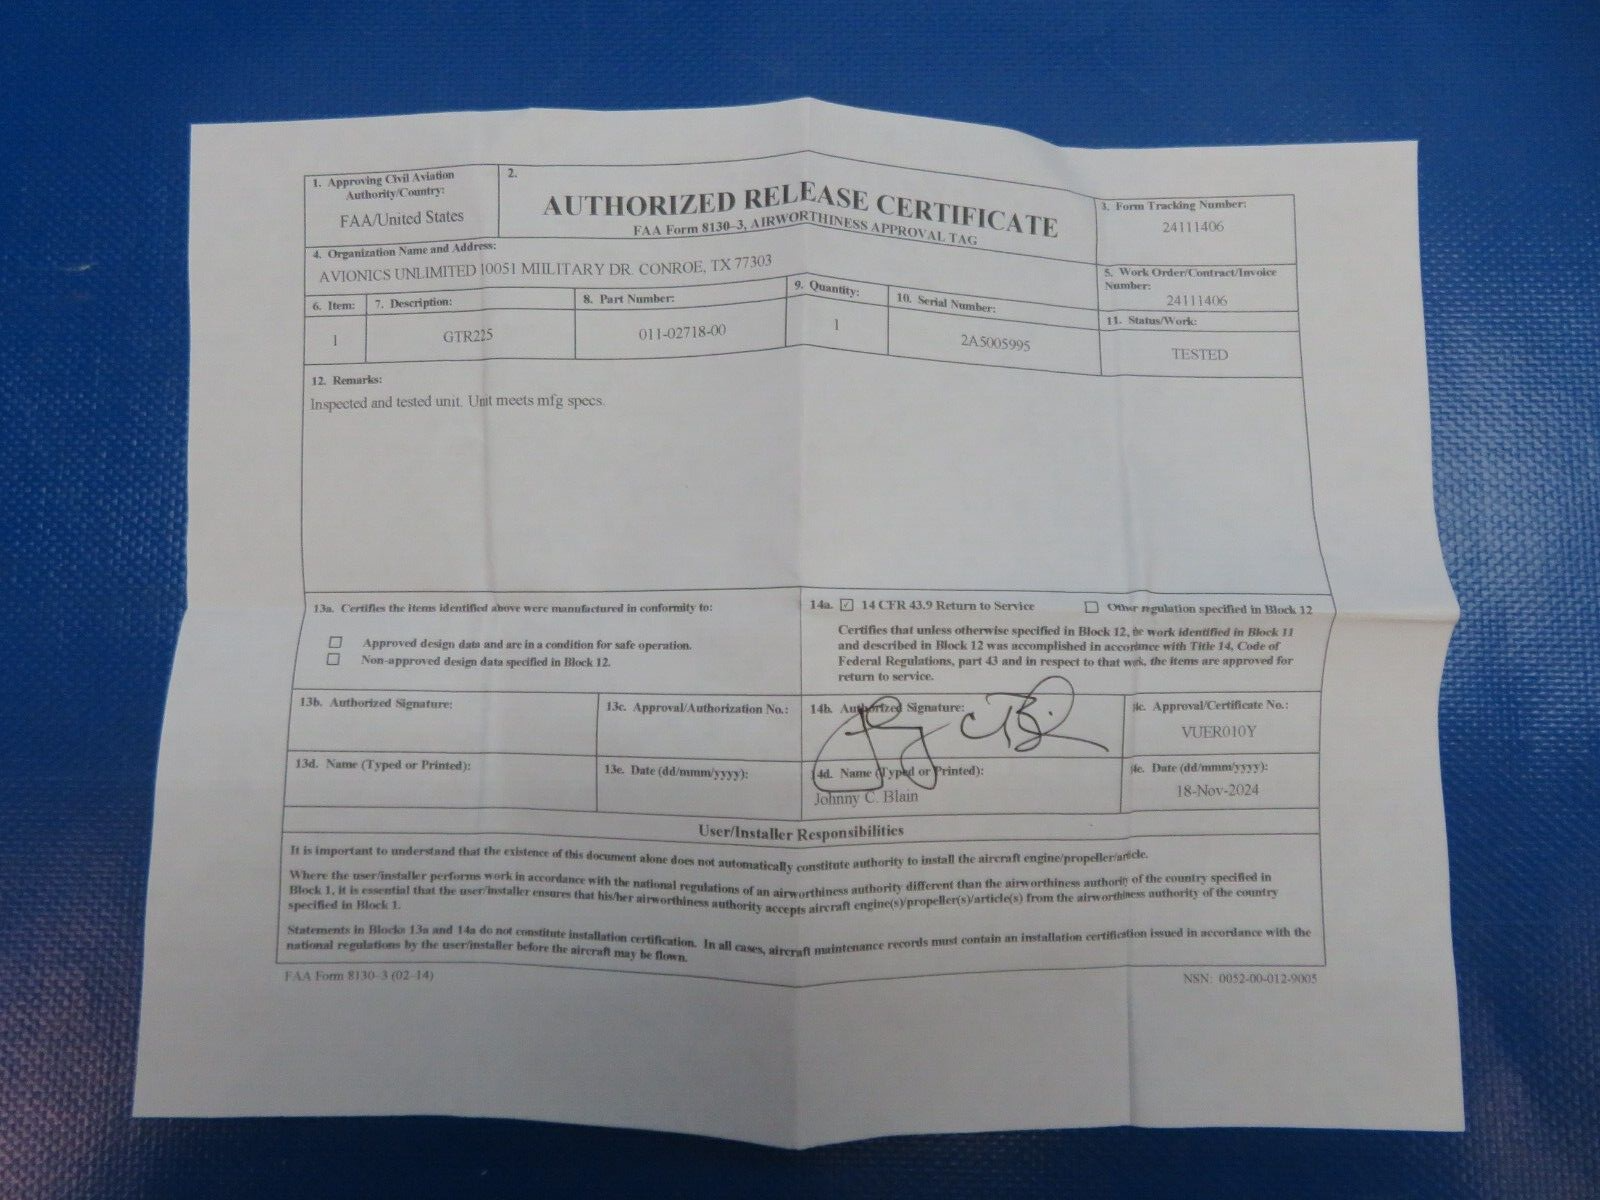 1. Approving Civil Aviation
Authority/Country:
FAA/United States
2.
AUTHORIZED RELEASE CERTIFICATE
FAA Form 8130–3, AIRWORTHINESS APPROVAL TAG
3. Form Tracking Number:
24111406
4. Organization Name and Address:
AVIONICS UNLIMITED 10051 MIILITARY DR. CONROE, TX 77303
5. Work Order/Contract/Invoice
Number:
24111406
6. Item:
7. Description:
8. Part Number:
9. Quantity:
10. Serial Number:
11. Status/Work:
1
GTR225
011-02718-00
1
2A5005995
TESTED
12. Remarks:
Inspected and tested unit. Unit meets mfg specs.
13a. Certifies the items identified above were manufactured in conformity to:
Approved design data and are in a condition for safe operation.
Non-approved design data specified in Block 12.
14a. ☑ 14 CFR 43.9 Return to Service ☐ Other regulation specified in Block 12
Certifies that unless otherwise specified in Block 12, the work identified in Block 11
and described in Block 12 was accomplished in accordance with Title 14, Code of
Federal Regulations, part 43 and in respect to that work, the items are approved for
return to service.
13b. Authorized Signature:
13c. Approval/Authorization No.:
14b. Authorized Signature:
14c. Approval/Certificate No.:
VUER010Y
13d. Name (Typed or Printed):
13e. Date (dd/mmm/yyyy):
14d. Name (Typed or Printed):
Johnny C. Blain
14e. Date (dd/mmm/yyyy):
18-Nov-2024
User/Installer Responsibilities
It is important to understand that the existence of this document alone does not automatically constitute authority to install the aircraft engine/propeller/article.
Where the user/installer performs work in accordance with the national regulations of an airworthiness authority different than the airworthiness authority of the country specified in
Block 1, it is essential that the user/installer ensures that his/her airworthiness authority accepts aircraft engine(s)/propeller(s)/article(s) from the airworthiness authority of the country
specified in Block 1.
Statements in Blocks 13a and 14a do not constitute installation certification. In all cases, aircraft maintenance records must contain an installation certification issued in accordance with the
national regulations by the user/installer before the aircraft may be flown.
FAA Form 8130–3 (02–14)
NSN: 0052-00-012-9005